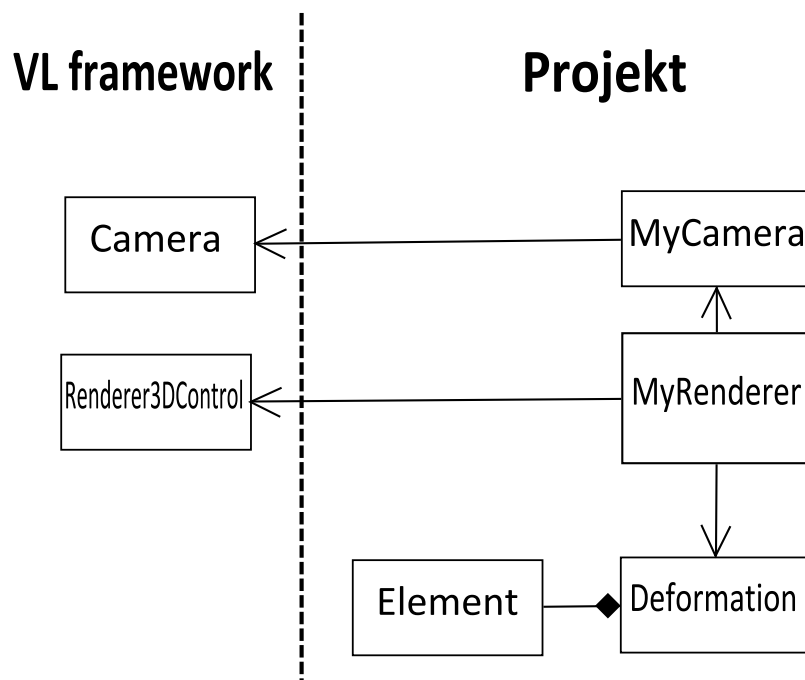 VL framework
Projekt
Camera
MyCamera
Renderer3DControl
MyRenderer
Element
Deformation